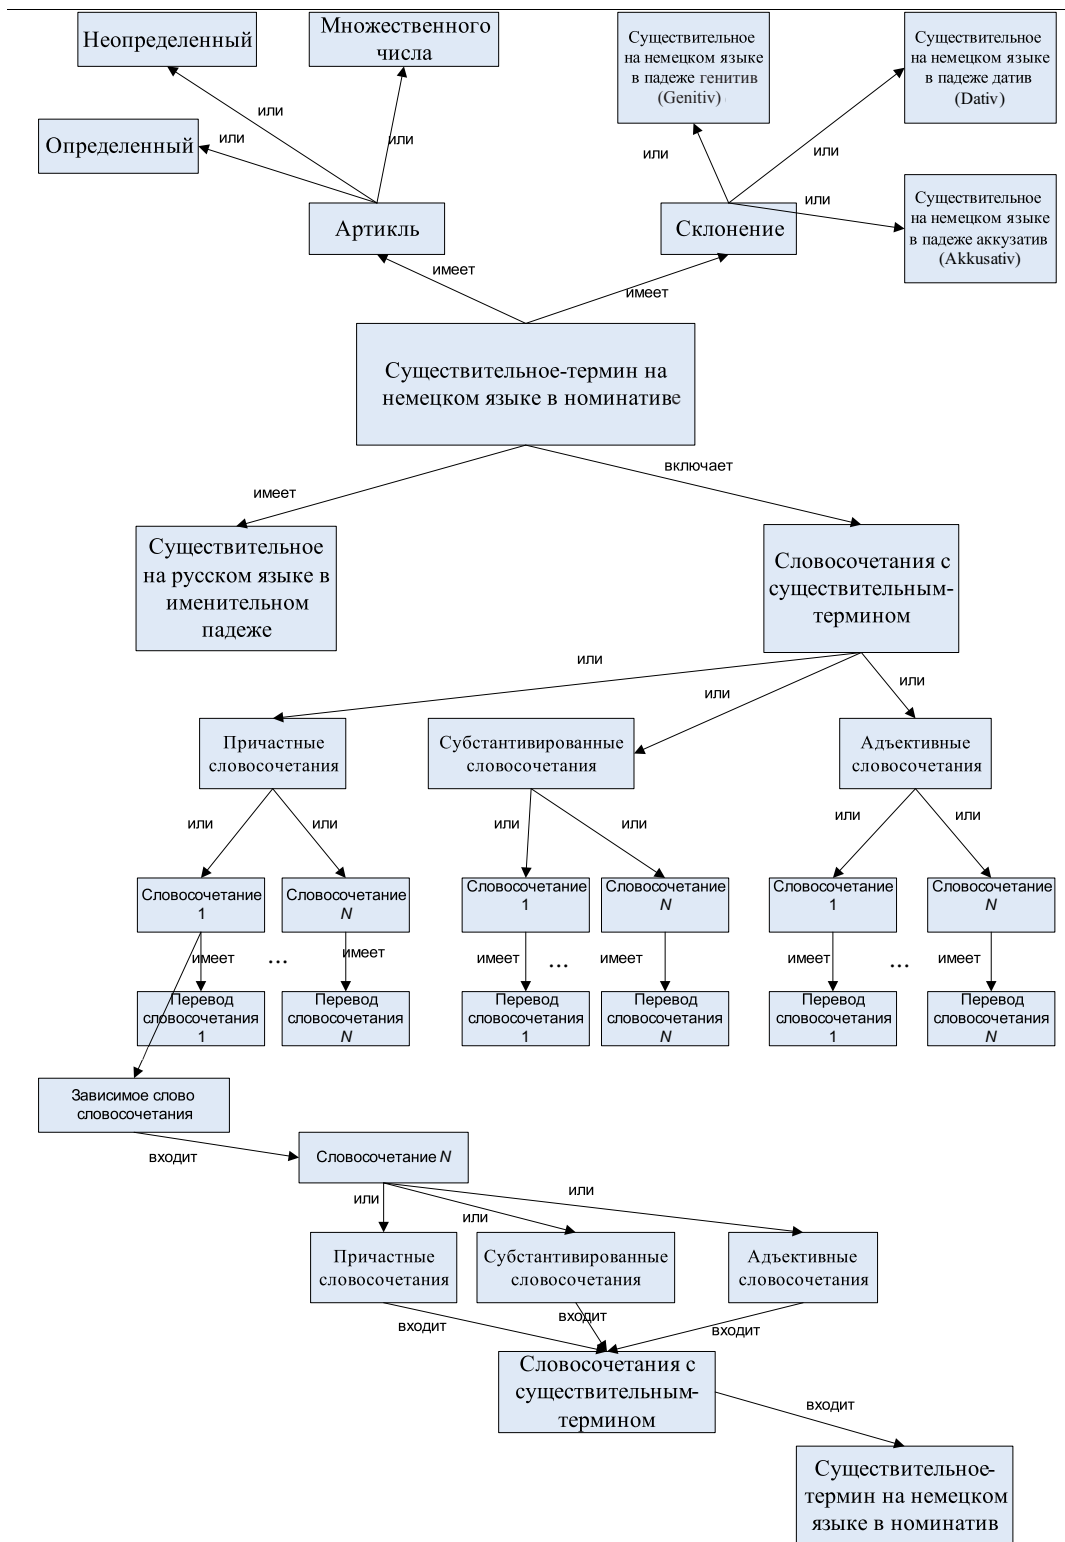 Неопределенный
Множественного
числа
Существительное
на немецком языке
в падеже генитив
(Genitiv)
Существительное
на немецком языке
в падеже датив
(Dativ)
или
или
или
Определенный
или
или
или
Существительное
на немецком языке
в падеже аккузатив
(Akkusativ)
Артикль
Склонение
имеет
имеет
Существительное-термин на
немецком языке в номинативе
включает
имеет
Существительное
на русском языке в
именительном
падеже
Словосочетания с
существительным-
термином
или
или
или
Причастные
словосочетания
Субстантивированные
словосочетания
Адъективные
словосочетания
или
или
или
или
или
или
Словосочетание
1
Словосочетание
N
Словосочетание
1
Словосочетание
N
Словосочетание
1
Словосочетание
N
имеет
...
имеет
имеет
...
имеет
имеет
...
имеет
Перевод
словосочетания
1
Перевод
словосочетания
N
Перевод
словосочетания
1
Перевод
словосочетания
N
Перевод
словосочетания
1
Перевод
словосочетания
N
Зависимое слово
словосочетания
входит
Словосочетание N
или
или
или
Причастные
словосочетания
Субстантивированные
словосочетания
Адъективные
словосочетания
входит
входит
входит
Словосочетания с
существительным-
термином
входит
Существительное-
термин на немецком
языке в номинатив